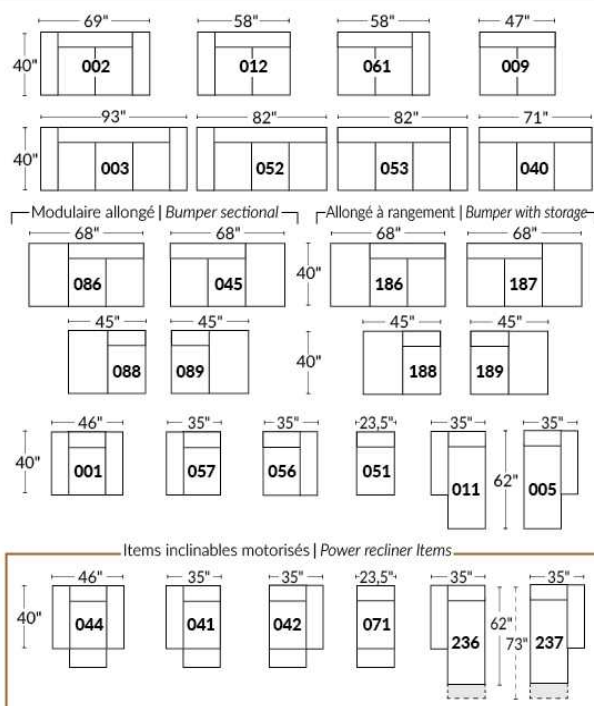 69" 58" 58" 47"
40" 002 012 061 009
93" 82" 82" 71"
40" 003 052 053 040
Modulaire allongé | Bumper sectional Allongé à rangement | Bumper with storage
68" 68" 68" 68"
086 045 40" 186 187
45" 45" 45" 45"
088 089 40" 188 189
46" 35" 35" 23,5" 35" 35"
40" 001 057 056 051 011 62" 005
Items inclinables motorisés | Power recliner Items
46" 35" 35" 23,5" 35" 35"
40" 044 041 042 071 236 62" 73" 237